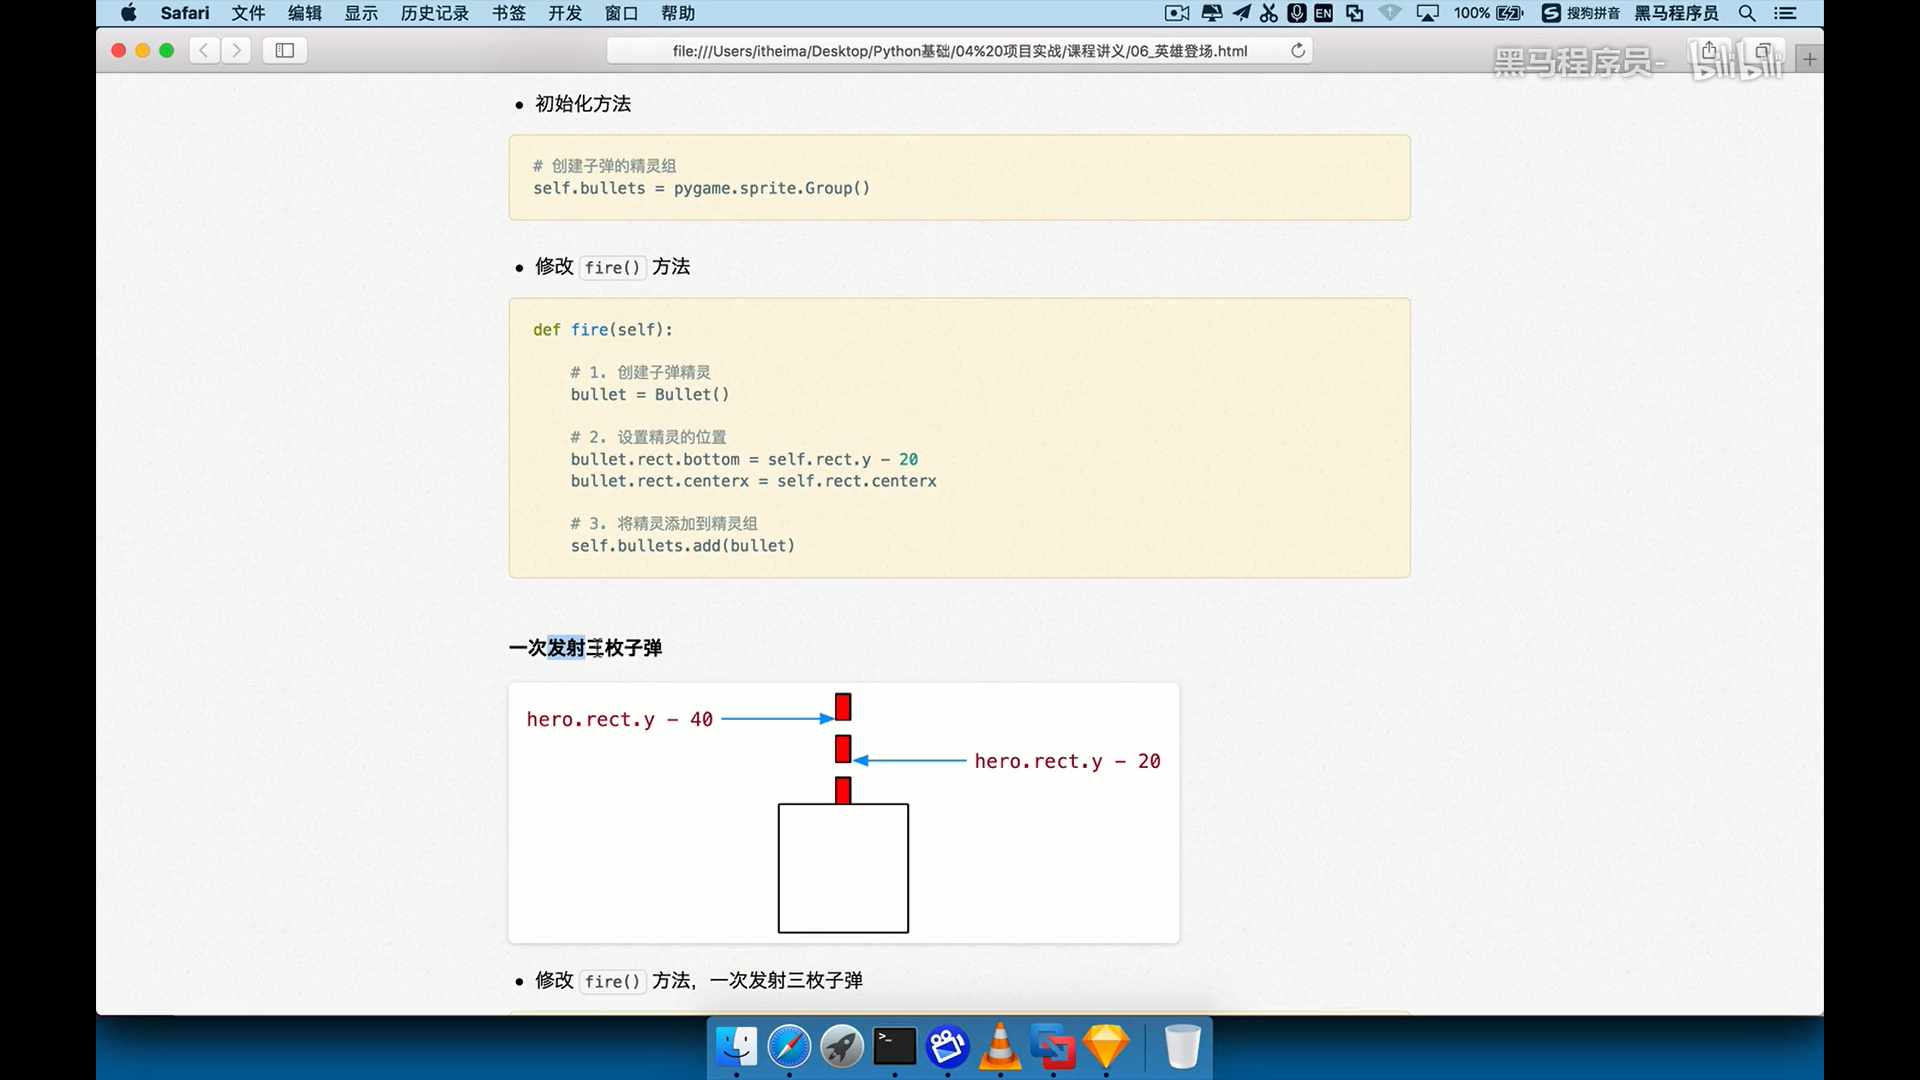 Safari 文件 编辑 显示 历史记录 书签 开发 窗口 帮助 EN 100% 搜狗拼音 黑马程序员
file:///Users/itheima/Desktop/Python基础/04%20项目实战/课程讲义/06_英雄登场.html
黑马程序员- bilibili
初始化方法
# 创建子弹的精灵组
self.bullets = pygame.sprite.Group()
修改 fire() 方法
def fire(self):
# 1. 创建子弹精灵
bullet = Bullet()
# 2. 设置精灵的位置
bullet.rect.bottom = self.rect.y - 20
bullet.rect.centerx = self.rect.centerx
# 3. 将精灵添加到精灵组
self.bullets.add(bullet)
一次发射三枚子弹
hero.rect.y - 40
hero.rect.y - 20
修改 fire() 方法，一次发射三枚子弹